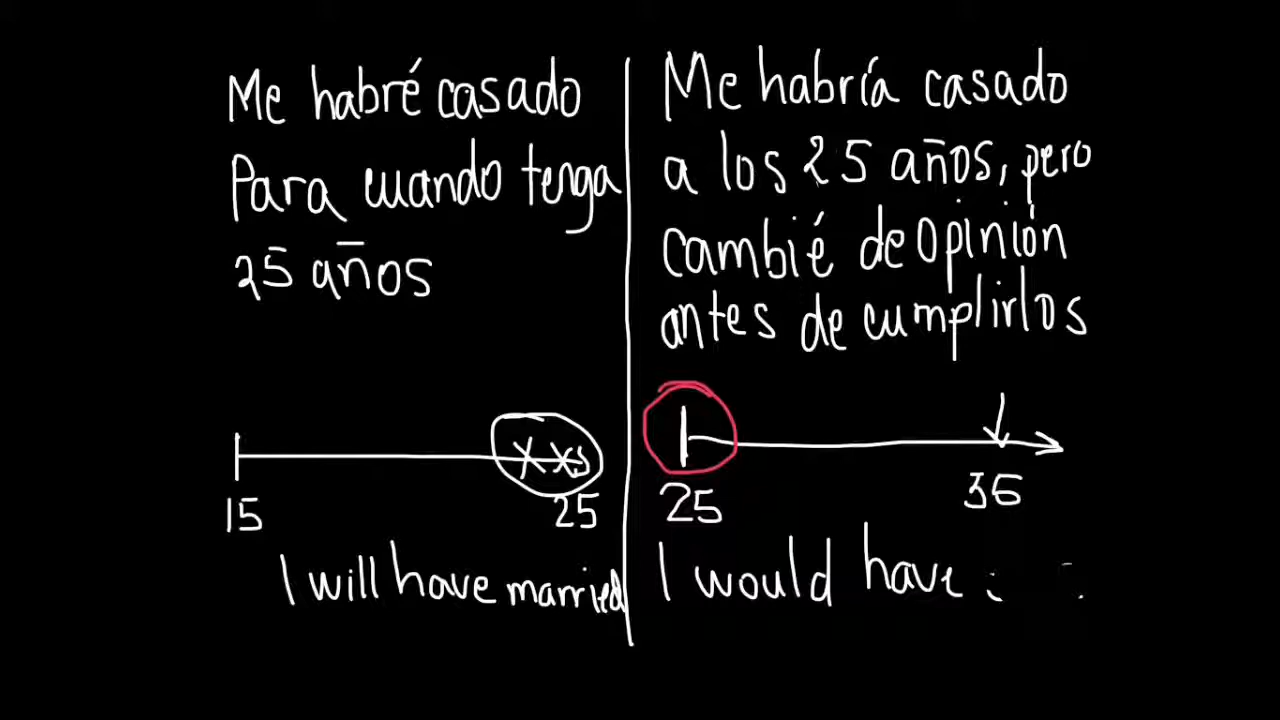 Me habré casado
Para cuando tenga
25 años
15
25
I will have married
Me habría casado
a los 25 años, pero
cambié de opinión
antes de cumplirlos
25
36
I would have